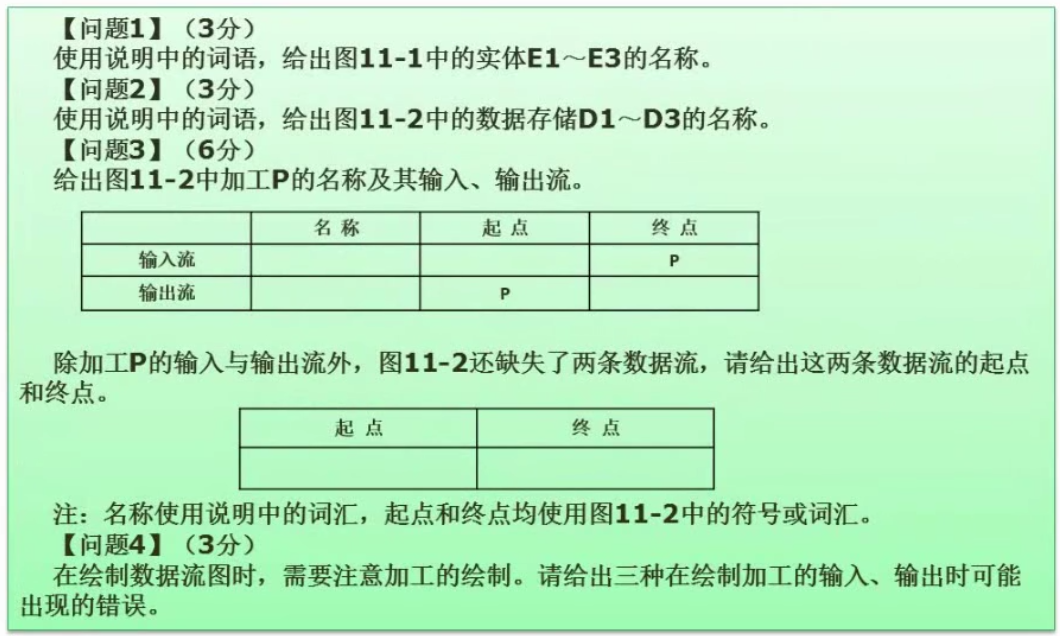 【问题1】（3分）
使用说明中的词语，给出图11-1中的实体E1～E3的名称。
【问题2】（3分）
使用说明中的词语，给出图11-2中的数据存储D1～D3的名称。
【问题3】（6分）
给出图11-2中加工P的名称及其输入、输出流。
名 称 起 点 终 点
输入流 P
输出流 P
除加工P的输入与输出流外，图11-2还缺失了两条数据流，请给出这两条数据流的起点
和终点。
起 点 终 点
注：名称使用说明中的词汇，起点和终点均使用图11-2中的符号或词汇。
【问题4】（3分）
在绘制数据流图时，需要注意加工的绘制。请给出三种在绘制加工的输入、输出时可能
出现的错误。